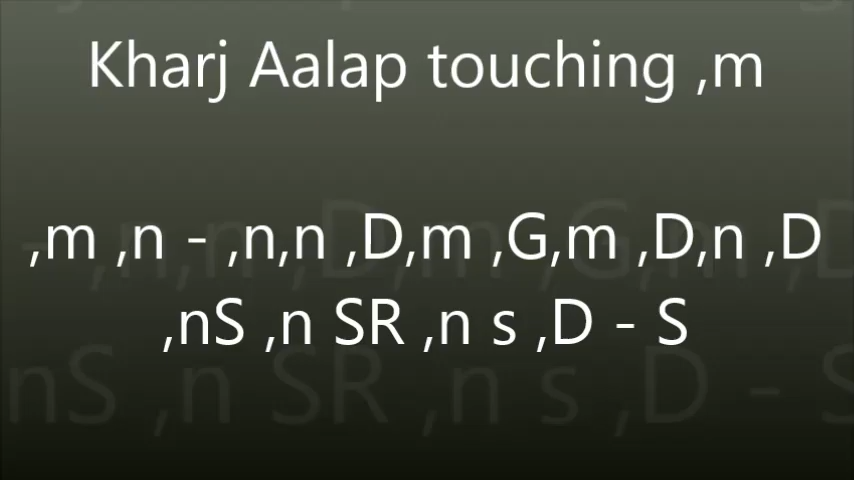 Kharj Aalap touching ,m
,m ,n - ,n,n ,D,m ,G,m ,D,n ,D
,nS ,n SR ,n s ,D - S